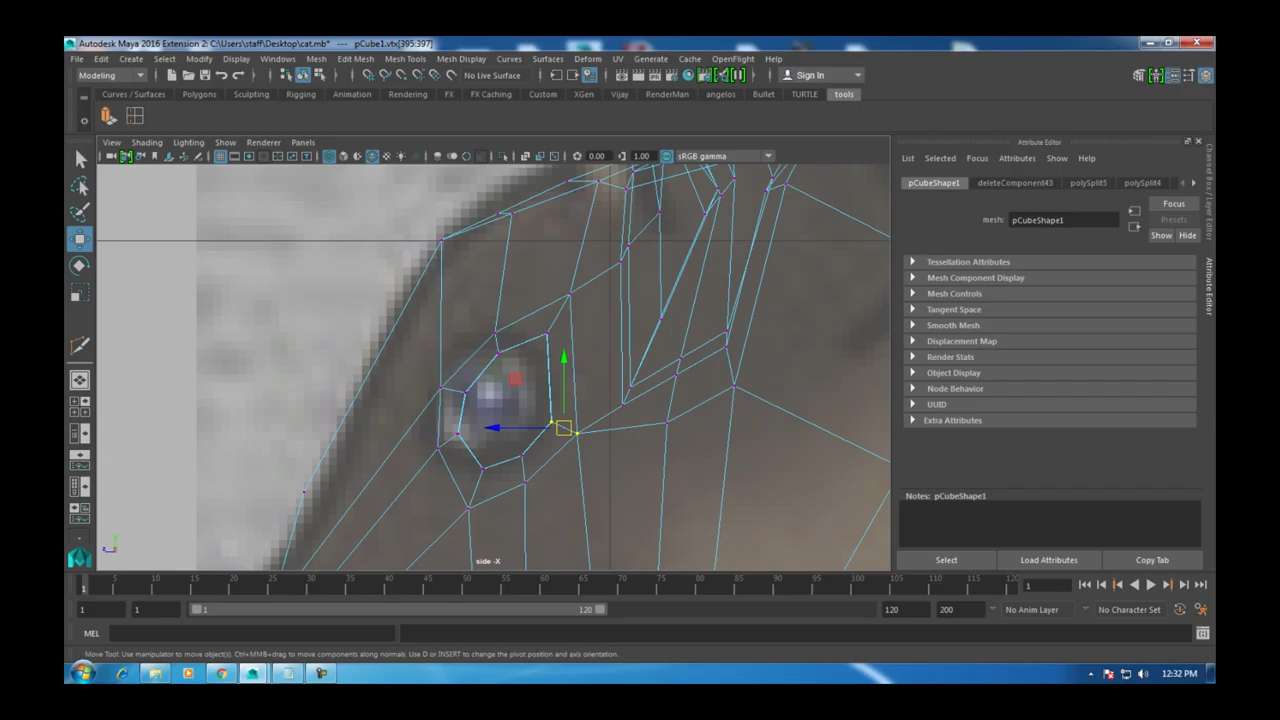 Autodesk Maya 2016 Extension 2: C:\Users\staff\Desktop\cat.mb* --- pCube1.vtx[395:397]
File Edit Create Select Modify Display Windows Mesh Edit Mesh Mesh Tools Mesh Display Curves Surfaces Deform UV Generate Cache OpenFlight Help
Modeling No Live Surface Sign In
Curves / Surfaces Polygons Sculpting Rigging Animation Rendering FX FX Caching Custom XGen Vijay RenderMan angelos Bullet TURTLE tools
View Shading Lighting Show Renderer Panels
0.00 1.00 sRGB gamma
side -X
Attribute Editor
List Selected Focus Attributes Show Help
pCubeShape1 deleteComponent43 polySplit5 polySplit4
Focus
Presets
mesh: pCubeShape1
Show Hide
Tessellation Attributes
Mesh Component Display
Mesh Controls
Tangent Space
Smooth Mesh
Displacement Map
Render Stats
Object Display
Node Behavior
UUID
Extra Attributes
Notes: pCubeShape1
Select Load Attributes Copy Tab
Channel Box / Layer Editor
Attribute Editor
1 5 10 15 20 25 30 35 40 45 50 55 60 65 70 75 80 85 90 95 100 105 110 115 12 1
1 1 1 120 120 200 No Anim Layer No Character Set
MEL
Move Tool: Use manipulator to move object(s). Ctrl+MMB+drag to move components along normals. Use D or INSERT to change the pivot position and axis orientation.
12:32 PM